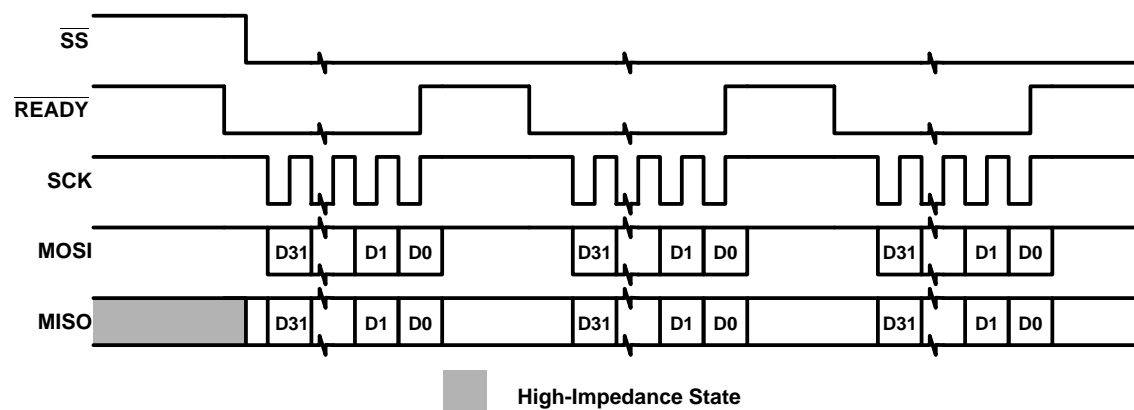 SS
READY
SCK
MOSI D31 D1 D0 D31 D1 D0 D31 D1 D0
MISO D31 D1 D0 D31 D1 D0 D31 D1 D0
High-Impedance State